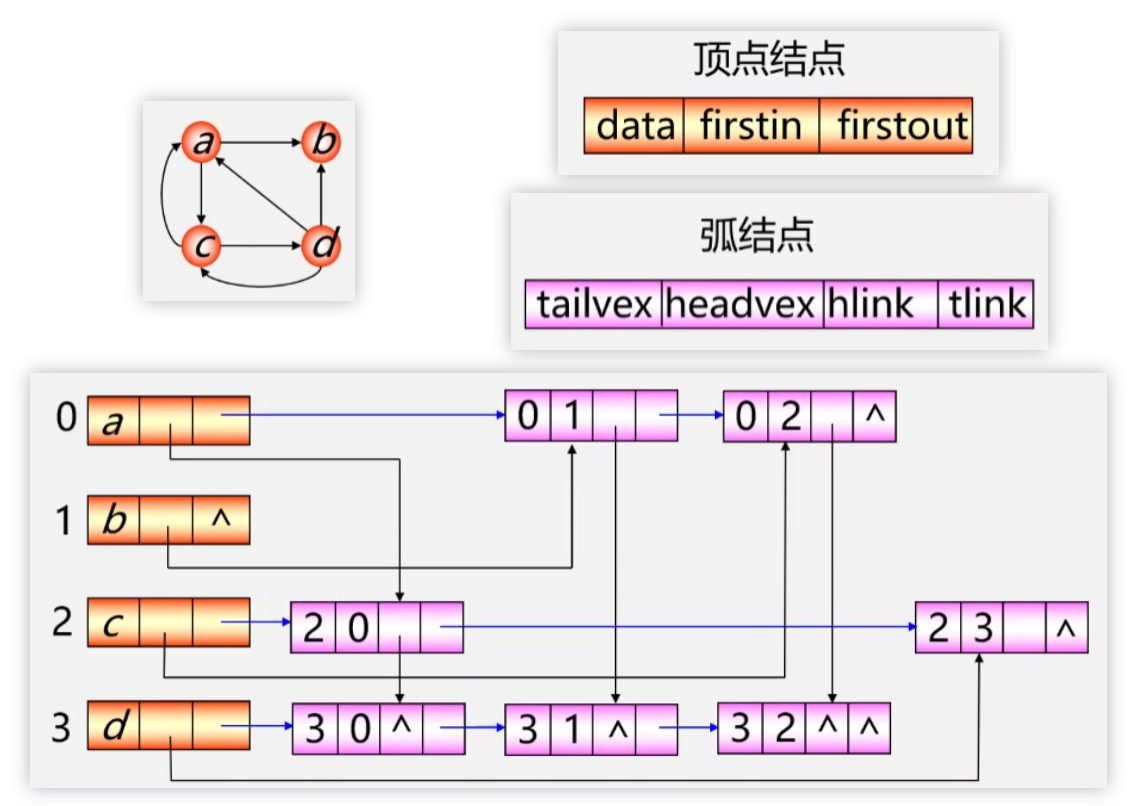 顶点结点
data firstin firstout
a b
c d
弧结点
tailvex headvex hlink tlink
0 a 0 1 0 2 ^
1 b ^
2 c 2 0 2 3 ^
3 d 3 0 ^ 3 1 ^ 3 2 ^ ^